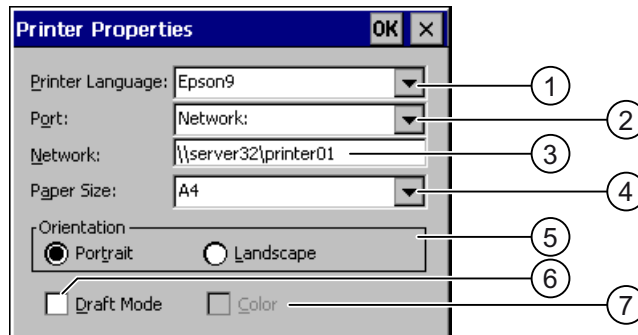 Printer Properties OK ×
Printer Language: Epson9 1
Port: Network: 2
Network: \\server32\printer01 3
Paper Size: A4 4
Orientation
Portrait Landscape 5
6
Draft Mode Color 7